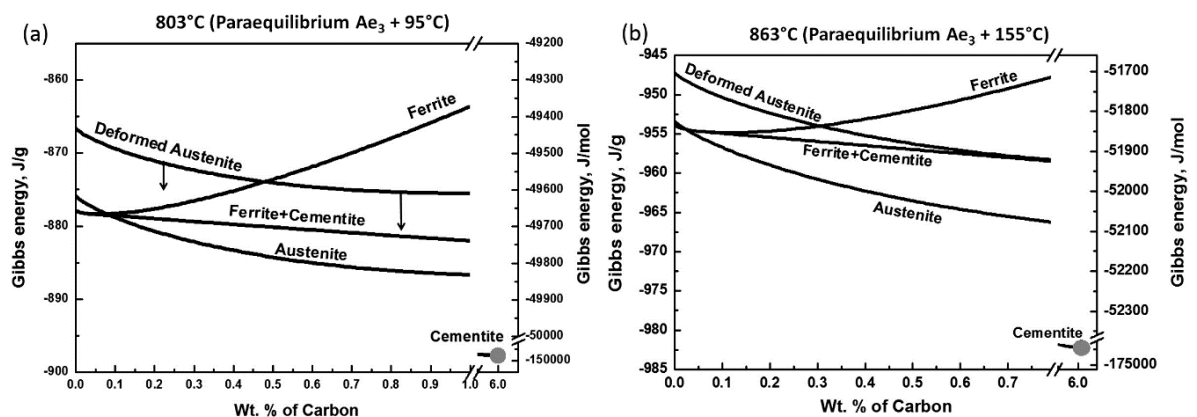 (a)
803°C (Paraequilibrium Ae3 + 95°C)
-860
-870
-880
-890
-900
Gibbs energy, J/g
Deformed Austenite
Ferrite
Ferrite+Cementite
Austenite
Cementite
-49200
-49300
-49400
-49500
-49600
-49700
-49800
-50000
-150000
Gibbs energy, J/mol
0.0 0.1 0.2 0.3 0.4 0.5 0.6 0.7 0.8 0.9 1.0 6.0
Wt. % of Carbon
(b)
863°C (Paraequilibrium Ae3 + 155°C)
-945
-950
-955
-960
-965
-970
-975
-980
-985
Gibbs energy, J/g
Deformed Austenite
Ferrite
Ferrite+Cementite
Austenite
Cementite
-51700
-51800
-51900
-52000
-52100
-52200
-52300
-175000
Gibbs energy, J/mol
0.0 0.1 0.2 0.3 0.4 0.5 0.6 0.7 6.0
Wt. % of Carbon